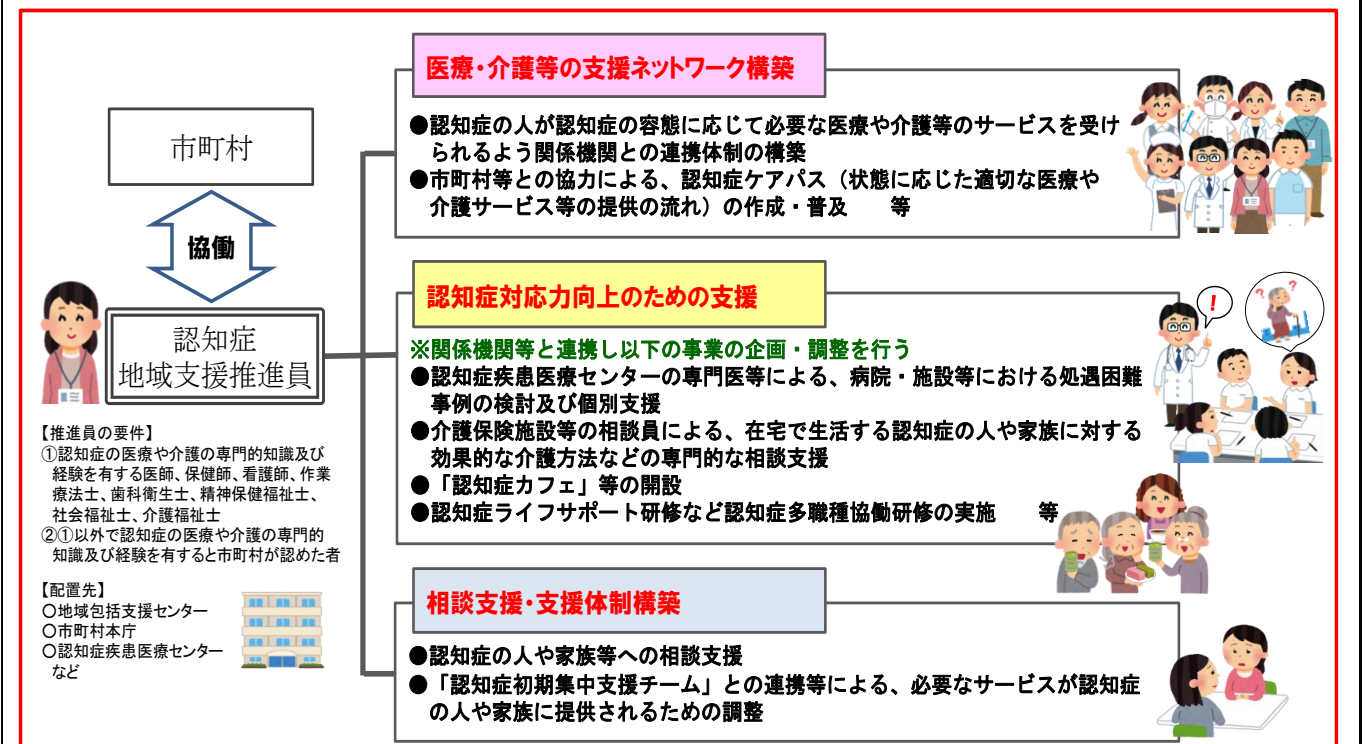 市町村
協働
認知症
地域支援推進員
【推進員の要件】
①認知症の医療や介護の専門的知識及び
経験を有する医師、保健師、看護師、作業
療法士、歯科衛生士、精神保健福祉士、
社会福祉士、介護福祉士
②①以外で認知症の医療や介護の専門的
知識及び経験を有すると市町村が認めた者
【配置先】
○地域包括支援センター
○市町村本庁
○認知症疾患医療センター
など
医療・介護等の支援ネットワーク構築
●認知症の人が認知症の容態に応じて必要な医療や介護等のサービスを受け
られるよう関係機関との連携体制の構築
●市町村等との協力による、認知症ケアパス（状態に応じた適切な医療や
介護サービス等の提供の流れ）の作成・普及　　等
認知症対応力向上のための支援
※関係機関等と連携し以下の事業の企画・調整を行う
●認知症疾患医療センターの専門医等による、病院・施設等における処遇困難
事例の検討及び個別支援
●介護保険施設等の相談員による、在宅で生活する認知症の人や家族に対する
効果的な介護方法などの専門的な相談支援
●「認知症カフェ」等の開設
●認知症ライフサポート研修など認知症多職種協働研修の実施　　等
！
？ ？
相談支援・支援体制構築
●認知症の人や家族等への相談支援
●「認知症初期集中支援チーム」との連携等による、必要なサービスが認知症
の人や家族に提供されるための調整